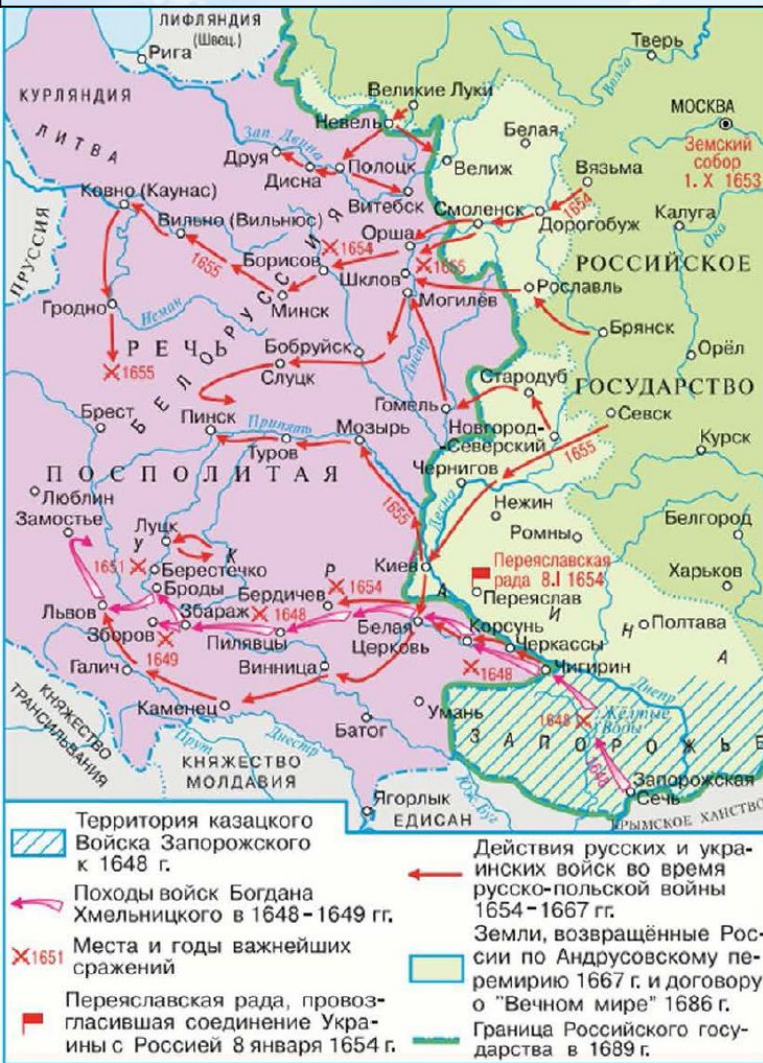 ЛИФЛЯНДИЯ
(Швец.)
Рига
Тверь
Волга
КУРЛЯНДИЯ
Великие Луки
МОСКВА
ЛИТВА
Зап. Двина
Невель
Белая
Земский
собор
1. X 1653
Друя
Дисна
Полоцк
Велиж
Вязьма
Ковно (Каунас)
Витебск
1654
Смоленск
Дорогобуж
Калуга
Ока
Вильно (Вильнюс)
Орша
ПРУССИЯ
1654
Борисов
1655
Шклов
1655
РОССИЙСКОЕ
Минск
Могилёв
Рославль
Гродно
Неман
Брянск
БЕЛОРУССИЯ
РЕЧЬ
Бобруйск
Днепр
Орёл
1655
Слуцк
Стародуб
ГОСУДАРСТВО
Брест
Гомель
Севск
Пинск
Припять
Мозырь
Новгород-
-Северский
1655
Курск
Туров
Чернигов
ПОСПОЛИТАЯ
Десна
Люблин
Нежин
Белгород
Замостье
Луцк
1655
Ромны
УКРАИНА
1651
Берестечко
Киев
Переяславская
рада 8.I 1654
Харьков
Броды
Бердичев
1654
Переяслав
Львов
Збараж
1648
Полтава
Зборов
Пилявцы
Белая
Церковь
Корсунь
Черкассы
1649
1648
Чигирин
Галич
Винница
Днепр
КНЯЖЕСТВО
ТРАНСИЛЬВАНИЯ
Каменец
Умань
1648
Жёлтые
Воды
Батог
ЗАПОРОЖЬЕ
Прут
Днестр
КНЯЖЕСТВО
МОЛДАВИЯ
1648
Запорожская
Сечь
Юж. Буг
Ягорлык
ЕДИСАН
КРЫМСКОЕ ХАНСТВО
Территория казацкого
Войска Запорожского
к 1648 г.
Походы войск Богдана
Хмельницкого в 1648-1649 гг.
1651 Места и годы важнейших
сражений
Переяславская рада, провоз-
гласившая соединение Укра-
ины с Россией 8 января 1654 г.
Действия русских и укра-
инских войск во время
русско-польской войны
1654-1667 гг.
Земли, возвращённые Рос-
сии по Андрусовскому пе-
ремирию 1667 г. и договору
о "Вечном мире" 1686 г.
Граница Российского госу-
дарства в 1689 г.